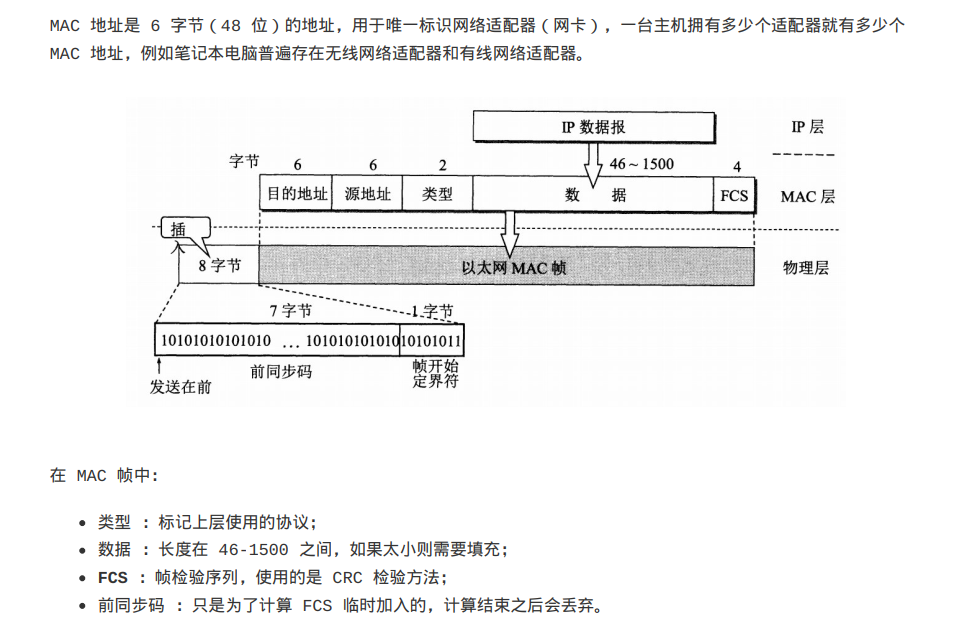 MAC 地址是 6 字节(48 位)的地址，用于唯一标识网络适配器(网卡)，一台主机拥有多少个适配器就有多少个
MAC 地址，例如笔记本电脑普遍存在无线网络适配器和有线网络适配器。
IP 数据报
IP 层
字节
6
6
2
46～1500
4
目的地址
源地址
类型
数 据
FCS
MAC 层
插
入
8 字节
以太网 MAC 帧
物理层
7 字节
1 字节
10101010101010 ... 101010101010
10101011
发送在前
前同步码
帧开始
定界符
在 MAC 帧中:
• 类型 : 标记上层使用的协议;
• 数据 : 长度在 46-1500 之间，如果太小则需要填充;
• FCS : 帧检验序列，使用的是 CRC 检验方法;
• 前同步码 : 只是为了计算 FCS 临时加入的，计算结束之后会丢弃。